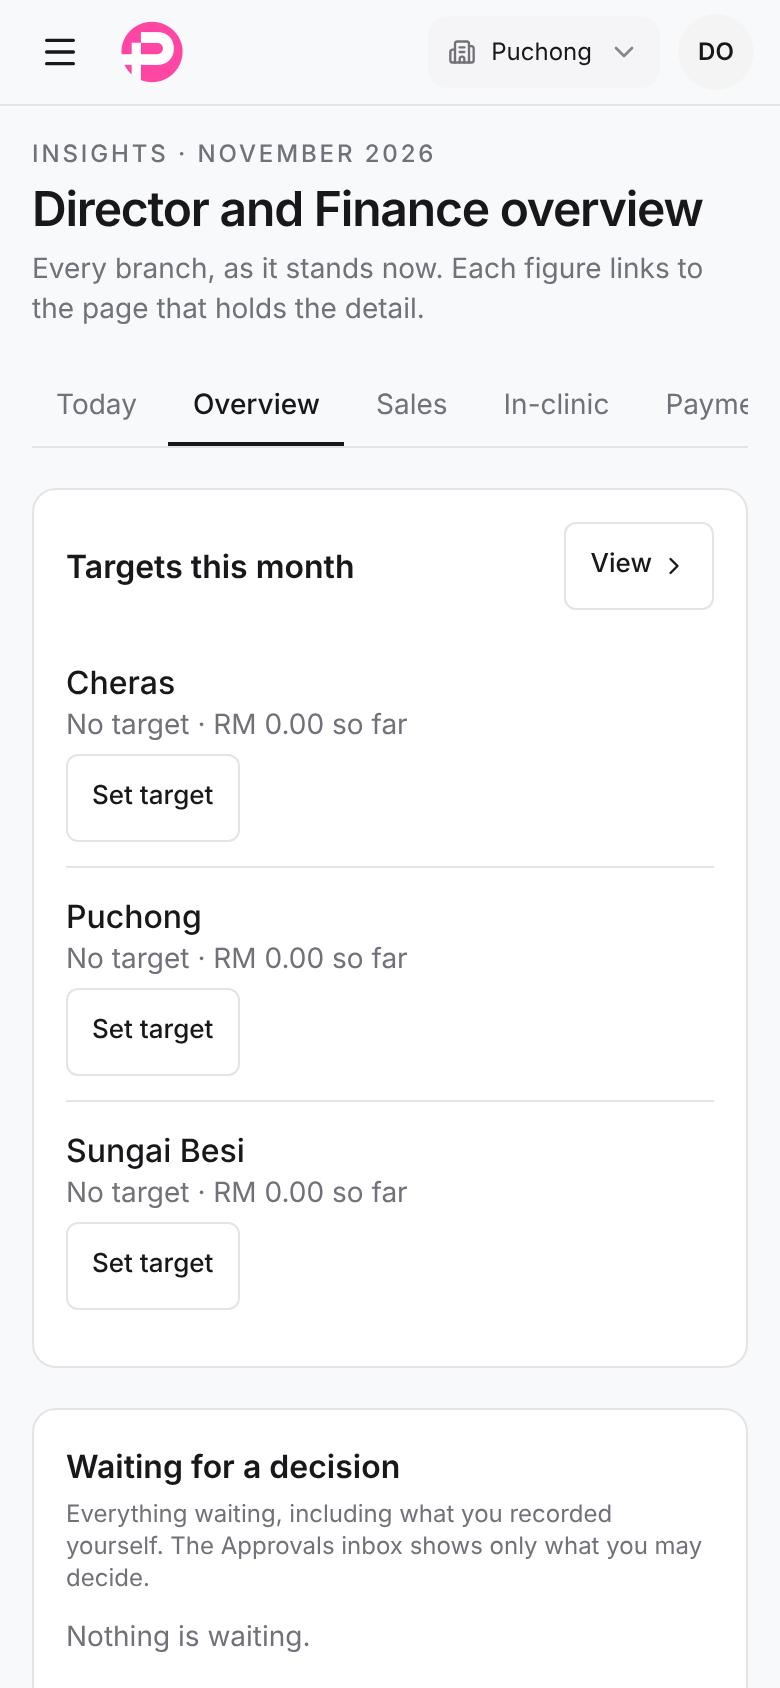 Puchong
DO
INSIGHTS · NOVEMBER 2026
Director and Finance overview
Every branch, as it stands now. Each figure links to
the page that holds the detail.
Today Overview Sales In-clinic Payme
Targets this month
View
Cheras
No target · RM 0.00 so far
Set target
Puchong
No target · RM 0.00 so far
Set target
Sungai Besi
No target · RM 0.00 so far
Set target
Waiting for a decision
Everything waiting, including what you recorded
yourself. The Approvals inbox shows only what you may
decide.
Nothing is waiting.